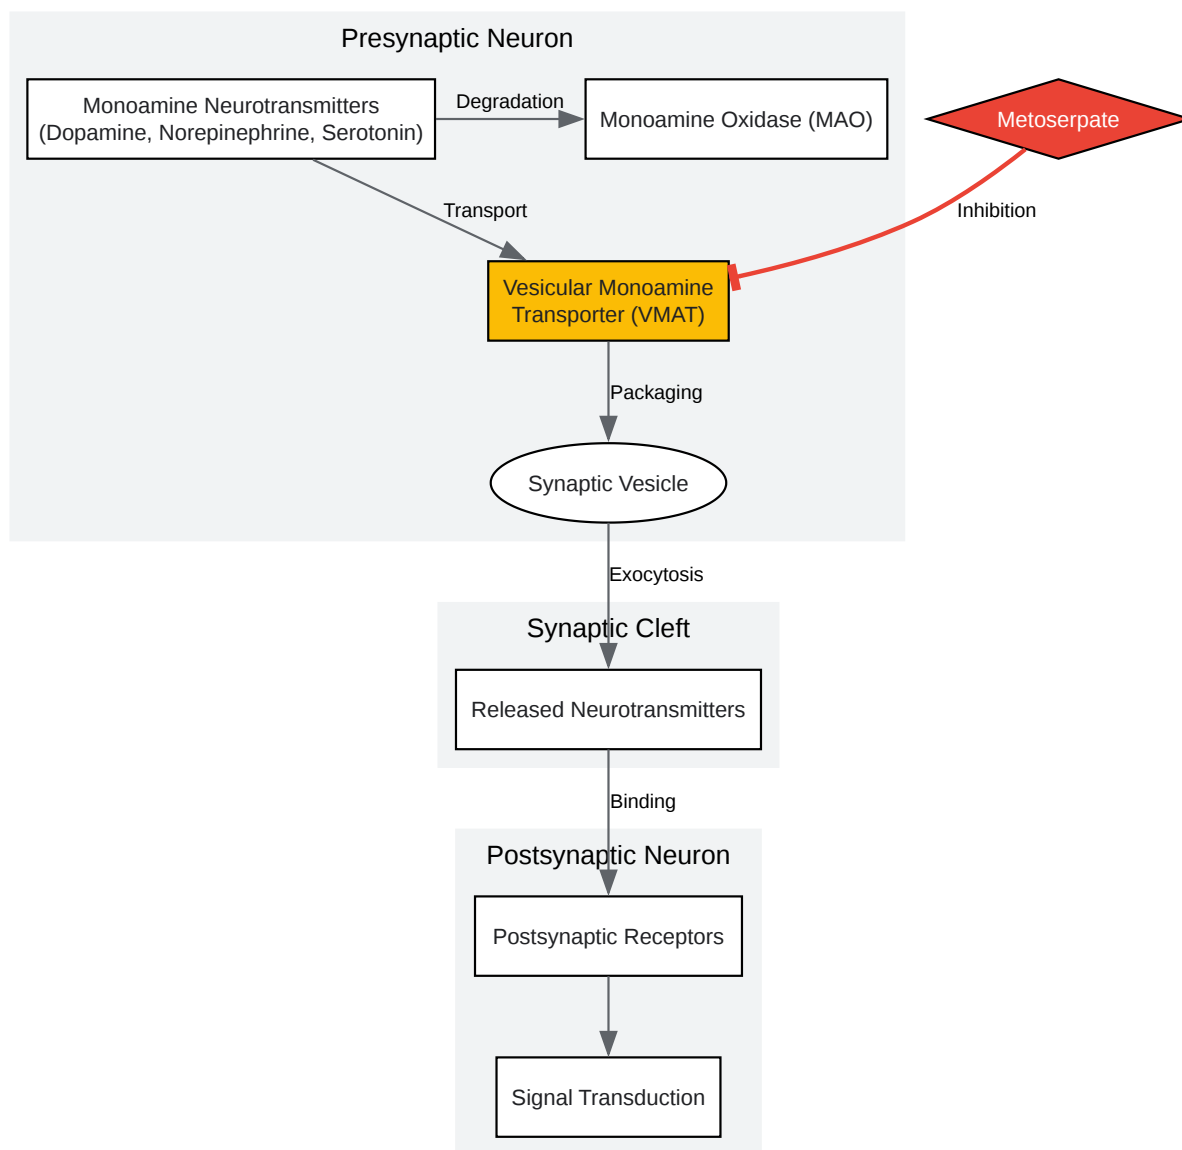 Presynaptic Neuron
Monoamine Neurotransmitters
(Dopamine, Norepinephrine, Serotonin)
Degradation
Monoamine Oxidase (MAO)
Metoserpate
Transport
Inhibition
Vesicular Monoamine
Transporter (VMAT)
Packaging
Synaptic Vesicle
Exocytosis
Synaptic Cleft
Released Neurotransmitters
Binding
Postsynaptic Neuron
Postsynaptic Receptors
Signal Transduction